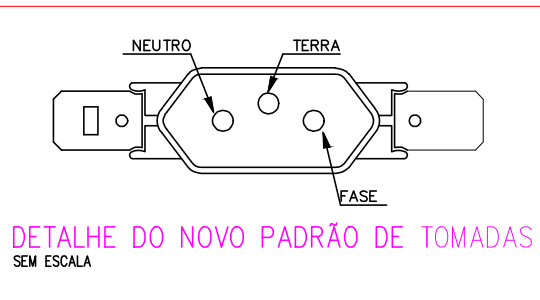 NEUTRO
TERRA
FASE
DETALHE DO NOVO PADRÃO DE TOMADAS
SEM ESCALA